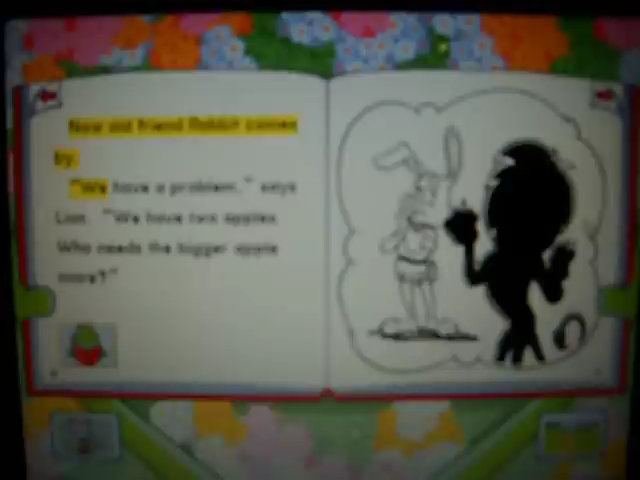 Now old friend Rabbit comes
by.
"We have a problem," says
Lion. "We have two apples.
Who needs the bigger apple
more?"